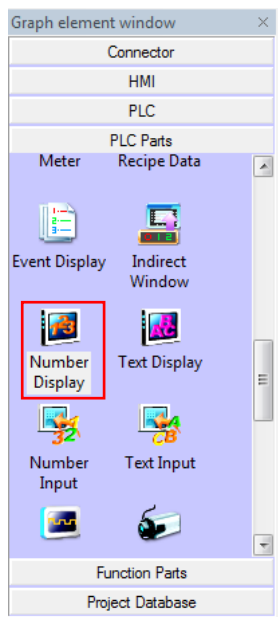 Graph element window
Connector
HMI
PLC
PLC Parts
Meter Recipe Data
Event Display Indirect
Window
Number Text Display
Display
Number Text Input
Input
Function Parts
Project Database